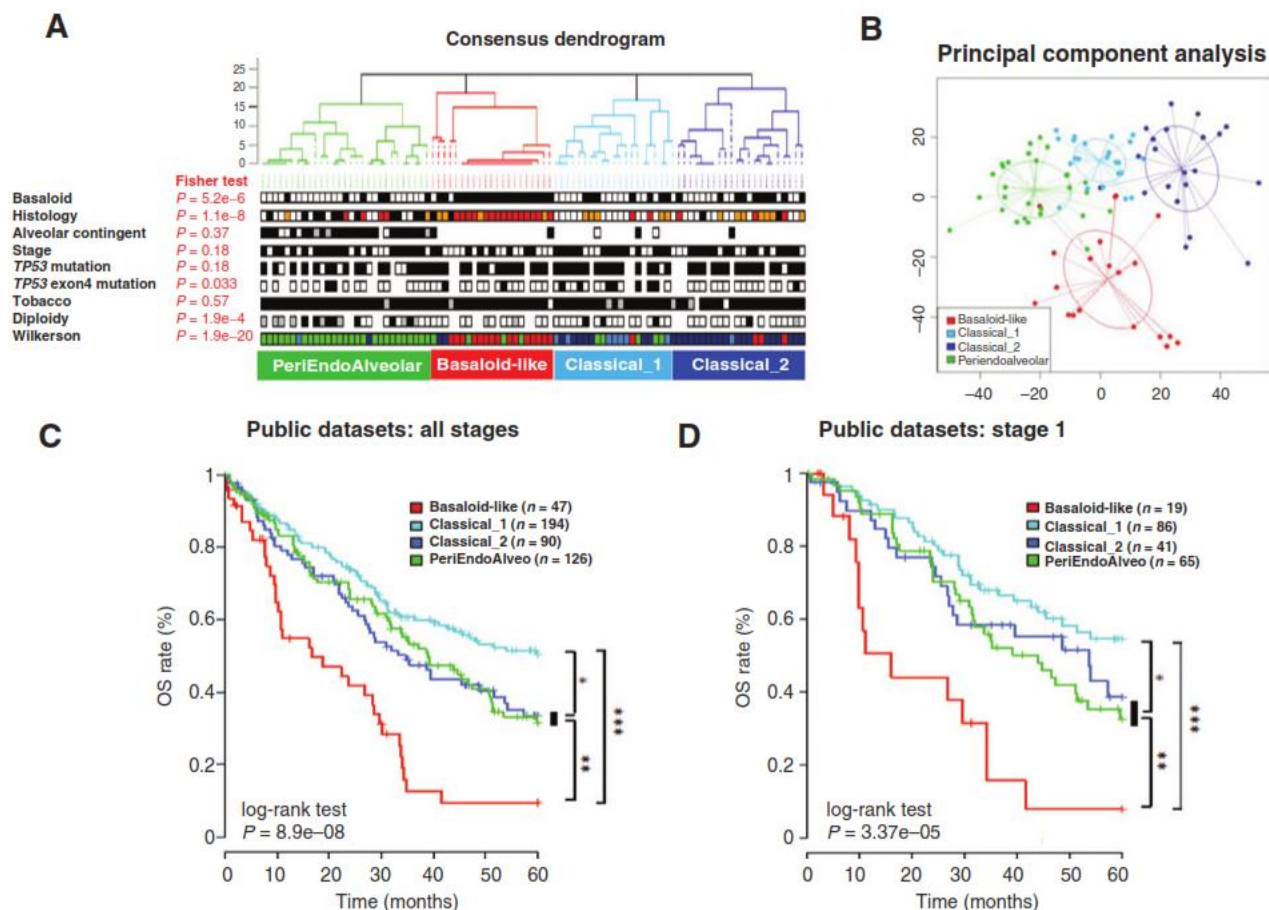 A
Consensus dendrogram
25
20
15
10
5
0
Fisher test
Basaloid P = 5.2e-6
Histology P = 1.1e-8
Alveolar contingent P = 0.37
Stage P = 0.18
TP53 mutation P = 0.18
TP53 exon4 mutation P = 0.033
Tobacco P = 0.57
Diploidy P = 1.9e-4
Wilkerson P = 1.9e-20
PeriEndoAlveolar Basaloid-like Classical_1 Classical_2
B
Principal component analysis
20
0
−20
−40
Basaloid-like
Classical_1
Classical_2
Periendoalveolar
−40 −20 0 20 40
C
Public datasets: all stages
OS rate (%)
1
0.8
0.6
0.4
0.2
0
Basaloid-like (n = 47)
Classical_1 (n = 194)
Classical_2 (n = 90)
PeriEndoAlveo (n = 126)
*
**
***
log-rank test
P = 8.9e–08
0 10 20 30 40 50 60
Time (months)
D
Public datasets: stage 1
OS rate (%)
1
0.8
0.6
0.4
0.2
0
Basaloid-like (n = 19)
Classical_1 (n = 86)
Classical_2 (n = 41)
PeriEndoAlveo (n = 65)
*
**
***
log-rank test
P = 3.37e–05
0 10 20 30 40 50 60
Time (months)